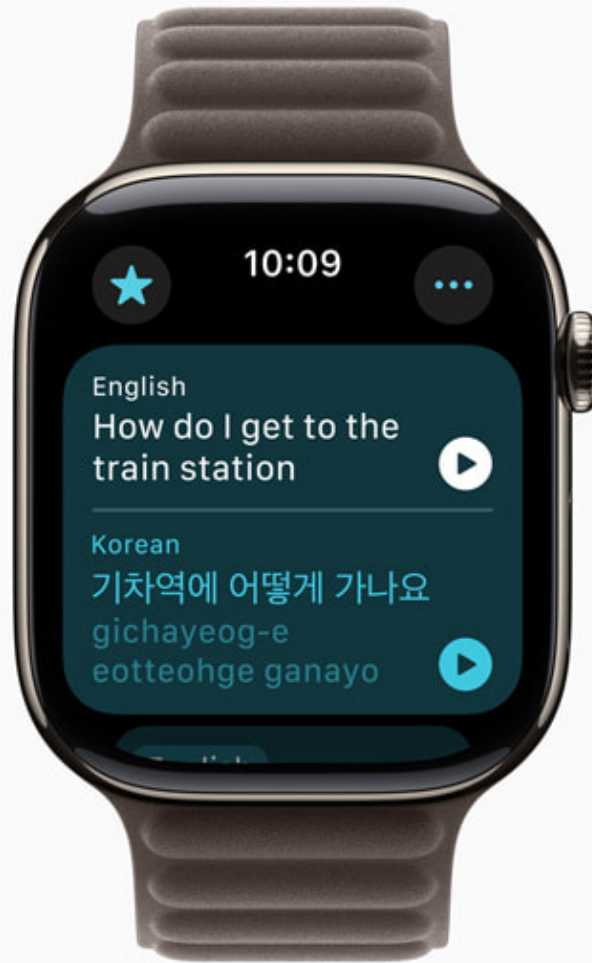 10:09
English
How do I get to the
train station
Korean
기차역에 어떻게 가나요
gichayeog-e
eotteohge ganayo